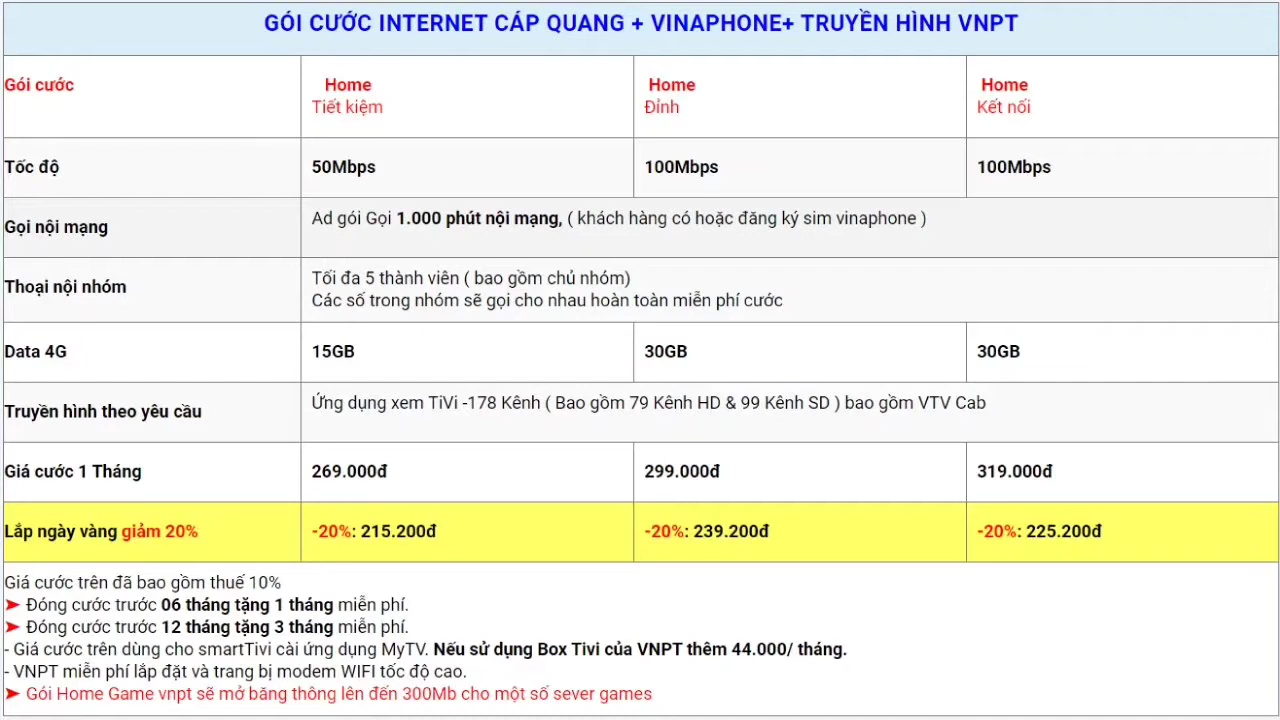 GÓI CƯỚC INTERNET CÁP QUANG + VINAPHONE+ TRUYỀN HÌNH VNPT
Gói cước
Home
Tiết kiệm
Home
Đỉnh
Home
Kết nối
Tốc độ
50Mbps
100Mbps
100Mbps
Gọi nội mạng
Ad gói Gọi 1.000 phút nội mạng, ( khách hàng có hoặc đăng ký sim vinaphone )
Thoại nội nhóm
Tối đa 5 thành viên ( bao gồm chủ nhóm)
Các số trong nhóm sẽ gọi cho nhau hoàn toàn miễn phí cước
Data 4G
15GB
30GB
30GB
Truyền hình theo yêu cầu
Ứng dụng xem TiVi -178 Kênh ( Bao gồm 79 Kênh HD & 99 Kênh SD ) bao gồm VTV Cab
Giá cước 1 Tháng
269.000đ
299.000đ
319.000đ
Lắp ngày vàng giảm 20%
-20%: 215.200đ
-20%: 239.200đ
-20%: 225.200đ
Giá cước trên đã bao gồm thuế 10%
➤ Đóng cước trước 06 tháng tặng 1 tháng miễn phí.
➤ Đóng cước trước 12 tháng tặng 3 tháng miễn phí.
- Giá cước trên dùng cho smartTivi cài ứng dụng MyTV. Nếu sử dụng Box Tivi của VNPT thêm 44.000/ tháng.
- VNPT miễn phí lắp đặt và trang bị modem WIFI tốc độ cao.
➤ Gói Home Game vnpt sẽ mở băng thông lên đến 300Mb cho một số sever games